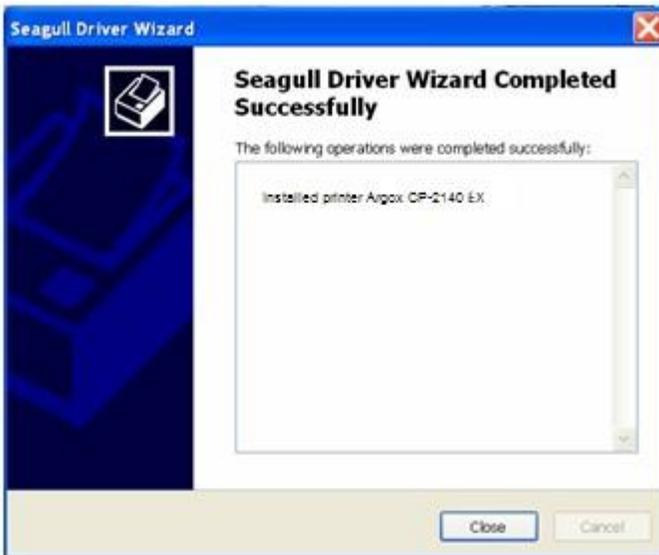 Seagull Driver Wizard
Seagull Driver Wizard Completed
Successfully
The following operations were completed successfully:
Installed printer Argox CP-2140 EX
Close
Cancel